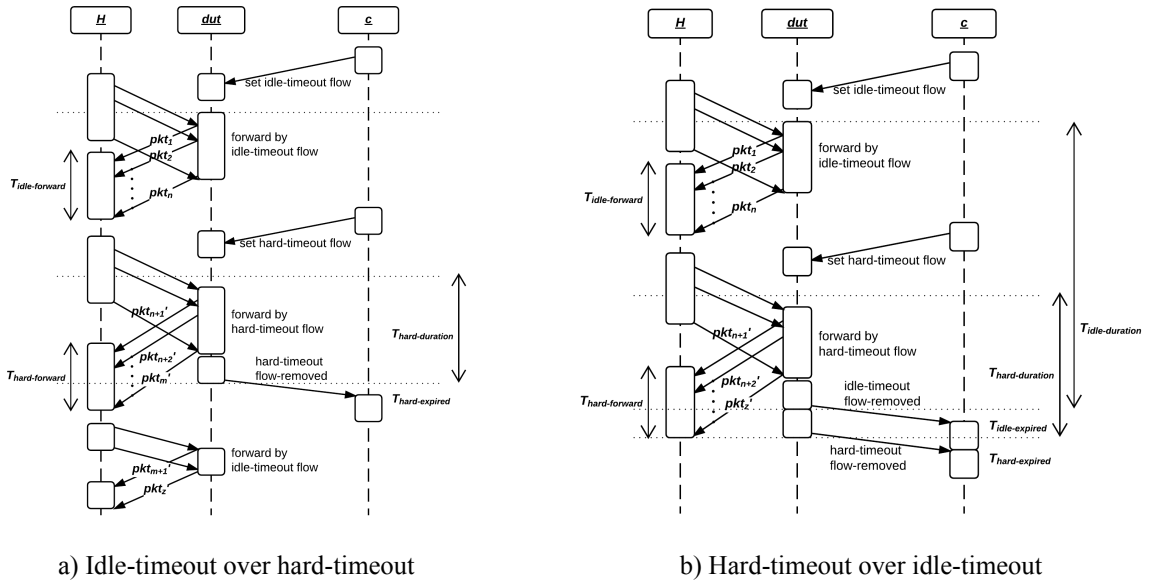 H
dut
c
set idle-timeout flow
pkt1
forward by
pkt2
idle-timeout flow
Tidle-forward
pktn
set hard-timeout flow
pktn+1'
forward by
hard-timeout flow
Thard-duration
pktn+2'
hard-timeout
flow-removed
Thard-forward
pktm'
Thard-expired
forward by
idle-timeout flow
pktm+1'
pktz'
a) Idle-timeout over hard-timeout
H
dut
c
set idle-timeout flow
pkt1
forward by
pkt2
idle-timeout flow
Tidle-forward
pktn
set hard-timeout flow
pktn+1'
forward by
hard-timeout flow
Tidle-duration
Thard-duration
pktn+2'
idle-timeout
flow-removed
Thard-forward
pktz'
Tidle-expired
hard-timeout
flow-removed
Thard-expired
b) Hard-timeout over idle-timeout